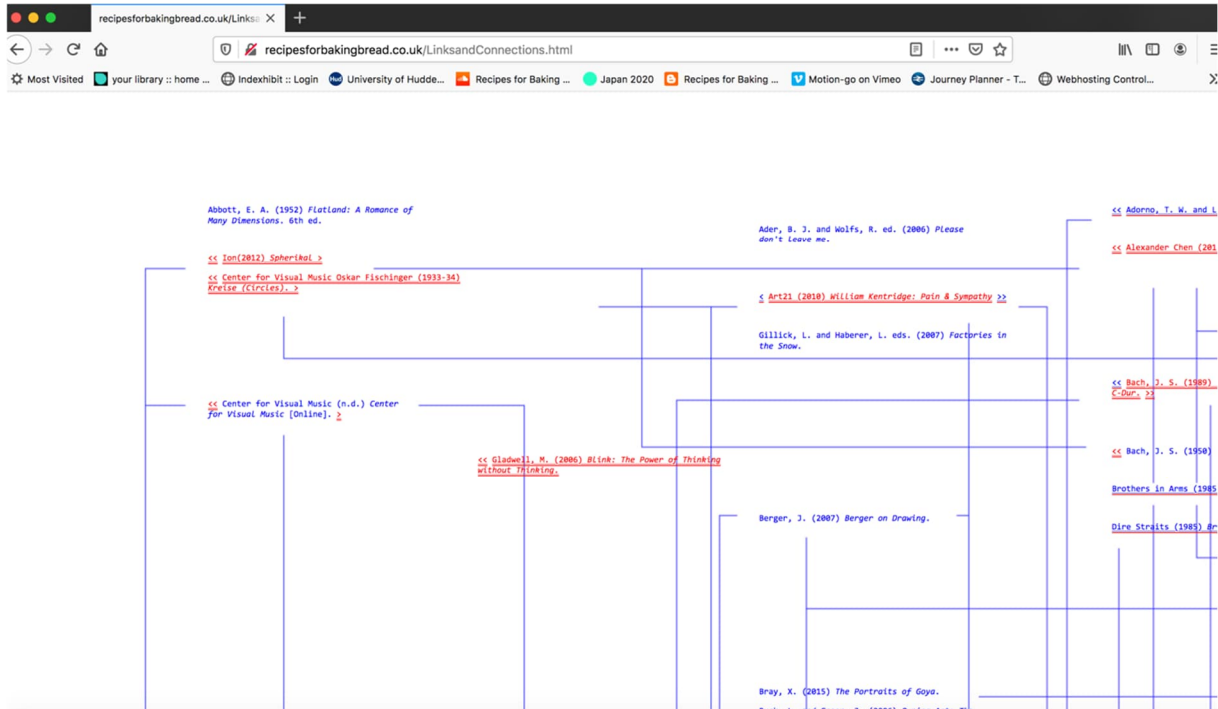 recipesforbakingbread.co.uk/Links
recipesforbakingbread.co.uk/LinksandConnections.html
Most Visited your library :: home ... Indexhibit :: Login University of Hudde... Recipes for Baking ... Japan 2020 Recipes for Baking ... Motion-go on Vimeo Journey Planner - T... Webhosting Control...
Abbott, E. A. (1952) Flatland: A Romance of
Many Dimensions. 6th ed.
<< Ion(2012) Spherikal >
<< Center for Visual Music Oskar Fischinger (1933-34)
Kreise (Circles). >
<< Center for Visual Music (n.d.) Center
for Visual Music [Online]. >
<< Gladwell, M. (2006) Blink: The Power of Thinking
without Thinking.
Ader, B. J. and Wolfs, R. ed. (2006) Please
don't leave me.
< Art21 (2010) William Kentridge: Pain & Sympathy >>
Gillick, L. and Haberer, L. eds. (2007) Factories in
the Snow.
Berger, J. (2007) Berger on Drawing.
Bray, X. (2015) The Portraits of Goya.
<< Adorno, T. W. and L
<< Alexander Chen (201
<< Bach, J. S. (1989)
C-Dur. >>
<< Bach, J. S. (1950)
Brothers in Arms (1985
Dire Straits (1985) Br